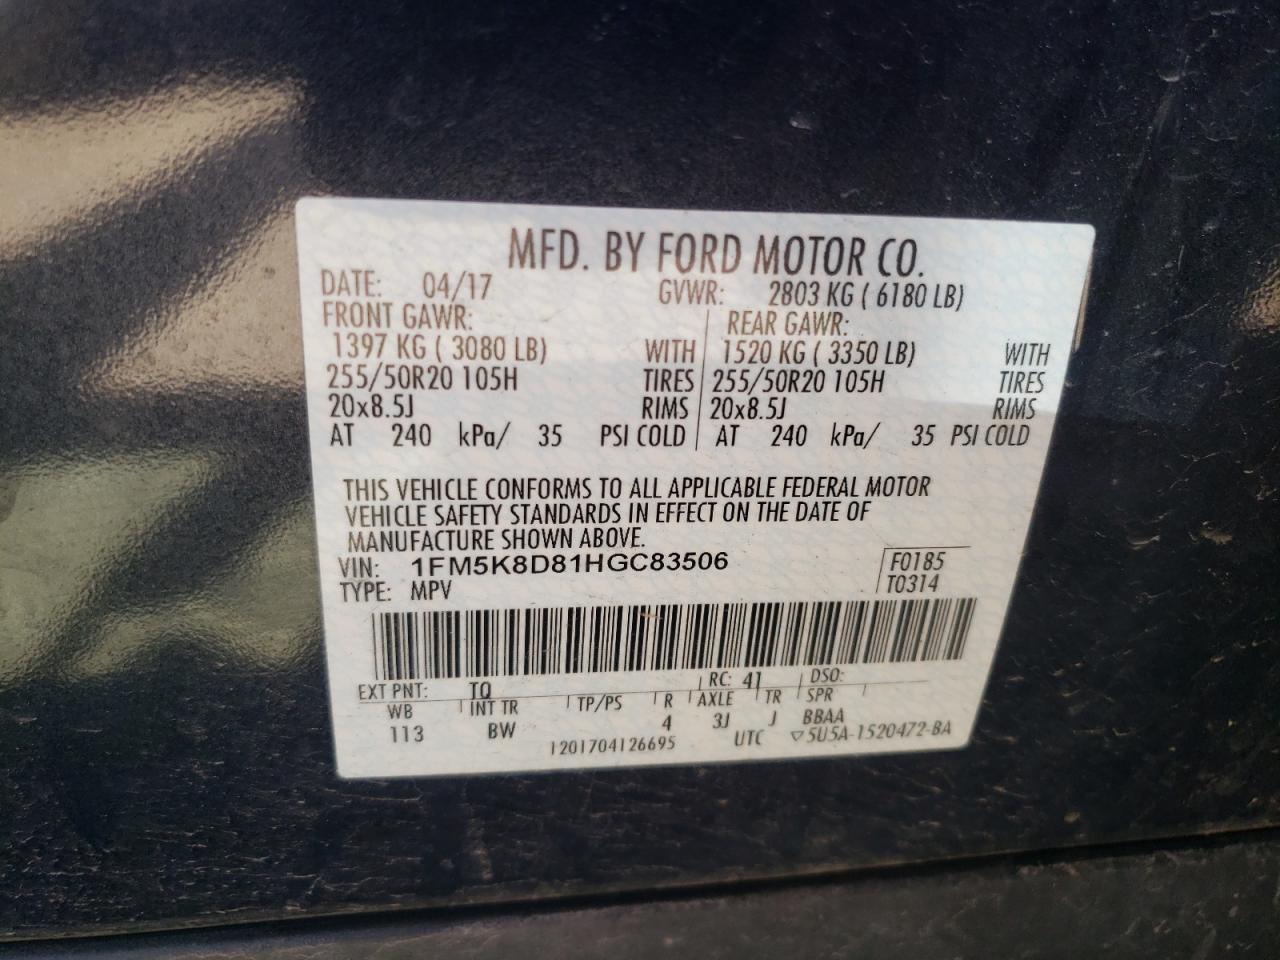 MFD. BY FORD MOTOR CO.
DATE: 04/17 GVWR: 2803 KG ( 6180 LB)
FRONT GAWR: REAR GAWR:
1397 KG ( 3080 LB) WITH 1520 KG ( 3350 LB) WITH
255/50R20 105H TIRES 255/50R20 105H TIRES
20x8.5J RIMS 20x8.5J RIMS
AT 240 kPa/ 35 PSI COLD AT 240 kPa/ 35 PSI COLD
THIS VEHICLE CONFORMS TO ALL APPLICABLE FEDERAL MOTOR
VEHICLE SAFETY STANDARDS IN EFFECT ON THE DATE OF
MANUFACTURE SHOWN ABOVE.
VIN: 1FM5K8D81HGC83506 F0185
TYPE: MPV T0314
EXT PNT: TQ RC: 41 DSO:
WB INT TR TP/PS R AXLE TR SPR
113 BW 4 3J J BBAA
1201704126695 UTC ▽5U5A-1520472-BA